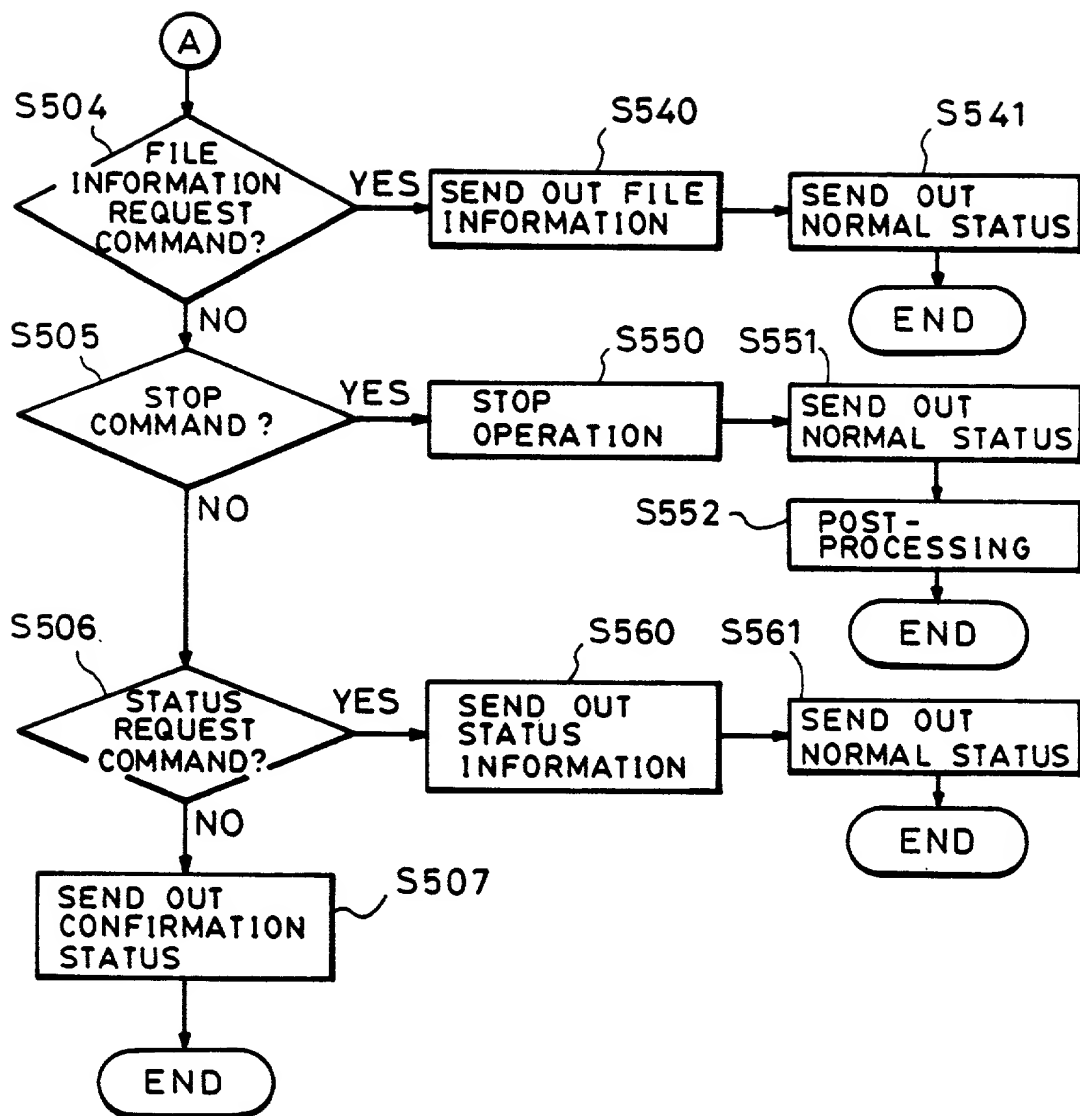 A
S504
FILE
INFORMATION
REQUEST
COMMAND?
YES
S540
SEND OUT FILE
INFORMATION
S541
SEND OUT
NORMAL STATUS
END
NO
S505
STOP
COMMAND?
YES
S550
STOP
OPERATION
S551
SEND OUT
NORMAL STATUS
S552
POST-
PROCESSING
END
NO
S506
STATUS
REQUEST
COMMAND?
YES
S560
SEND OUT
STATUS
INFORMATION
S561
SEND OUT
NORMAL STATUS
END
NO
S507
SEND OUT
CONFIRMATION
STATUS
END